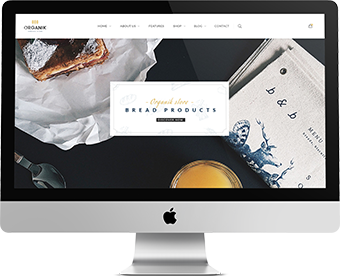 ORGANIK
HOME
ABOUT US
FEATURES
SHOP
BLOG
CONTACT
Organik store
BREAD PRODUCTS
DISCOVER NOW
b & b
MENU